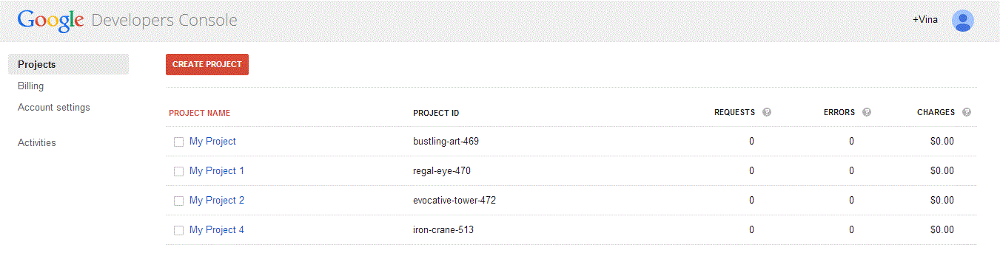 Google Developers Console +Vina
Projects
Billing
Account settings
Activities
CREATE PROJECT
PROJECT NAME PROJECT ID REQUESTS ? ERRORS ? CHARGES ?
My Project bustling-art-469 0 0 $0.00
My Project 1 regal-eye-470 0 0 $0.00
My Project 2 evocative-tower-472 0 0 $0.00
My Project 4 iron-crane-513 0 0 $0.00